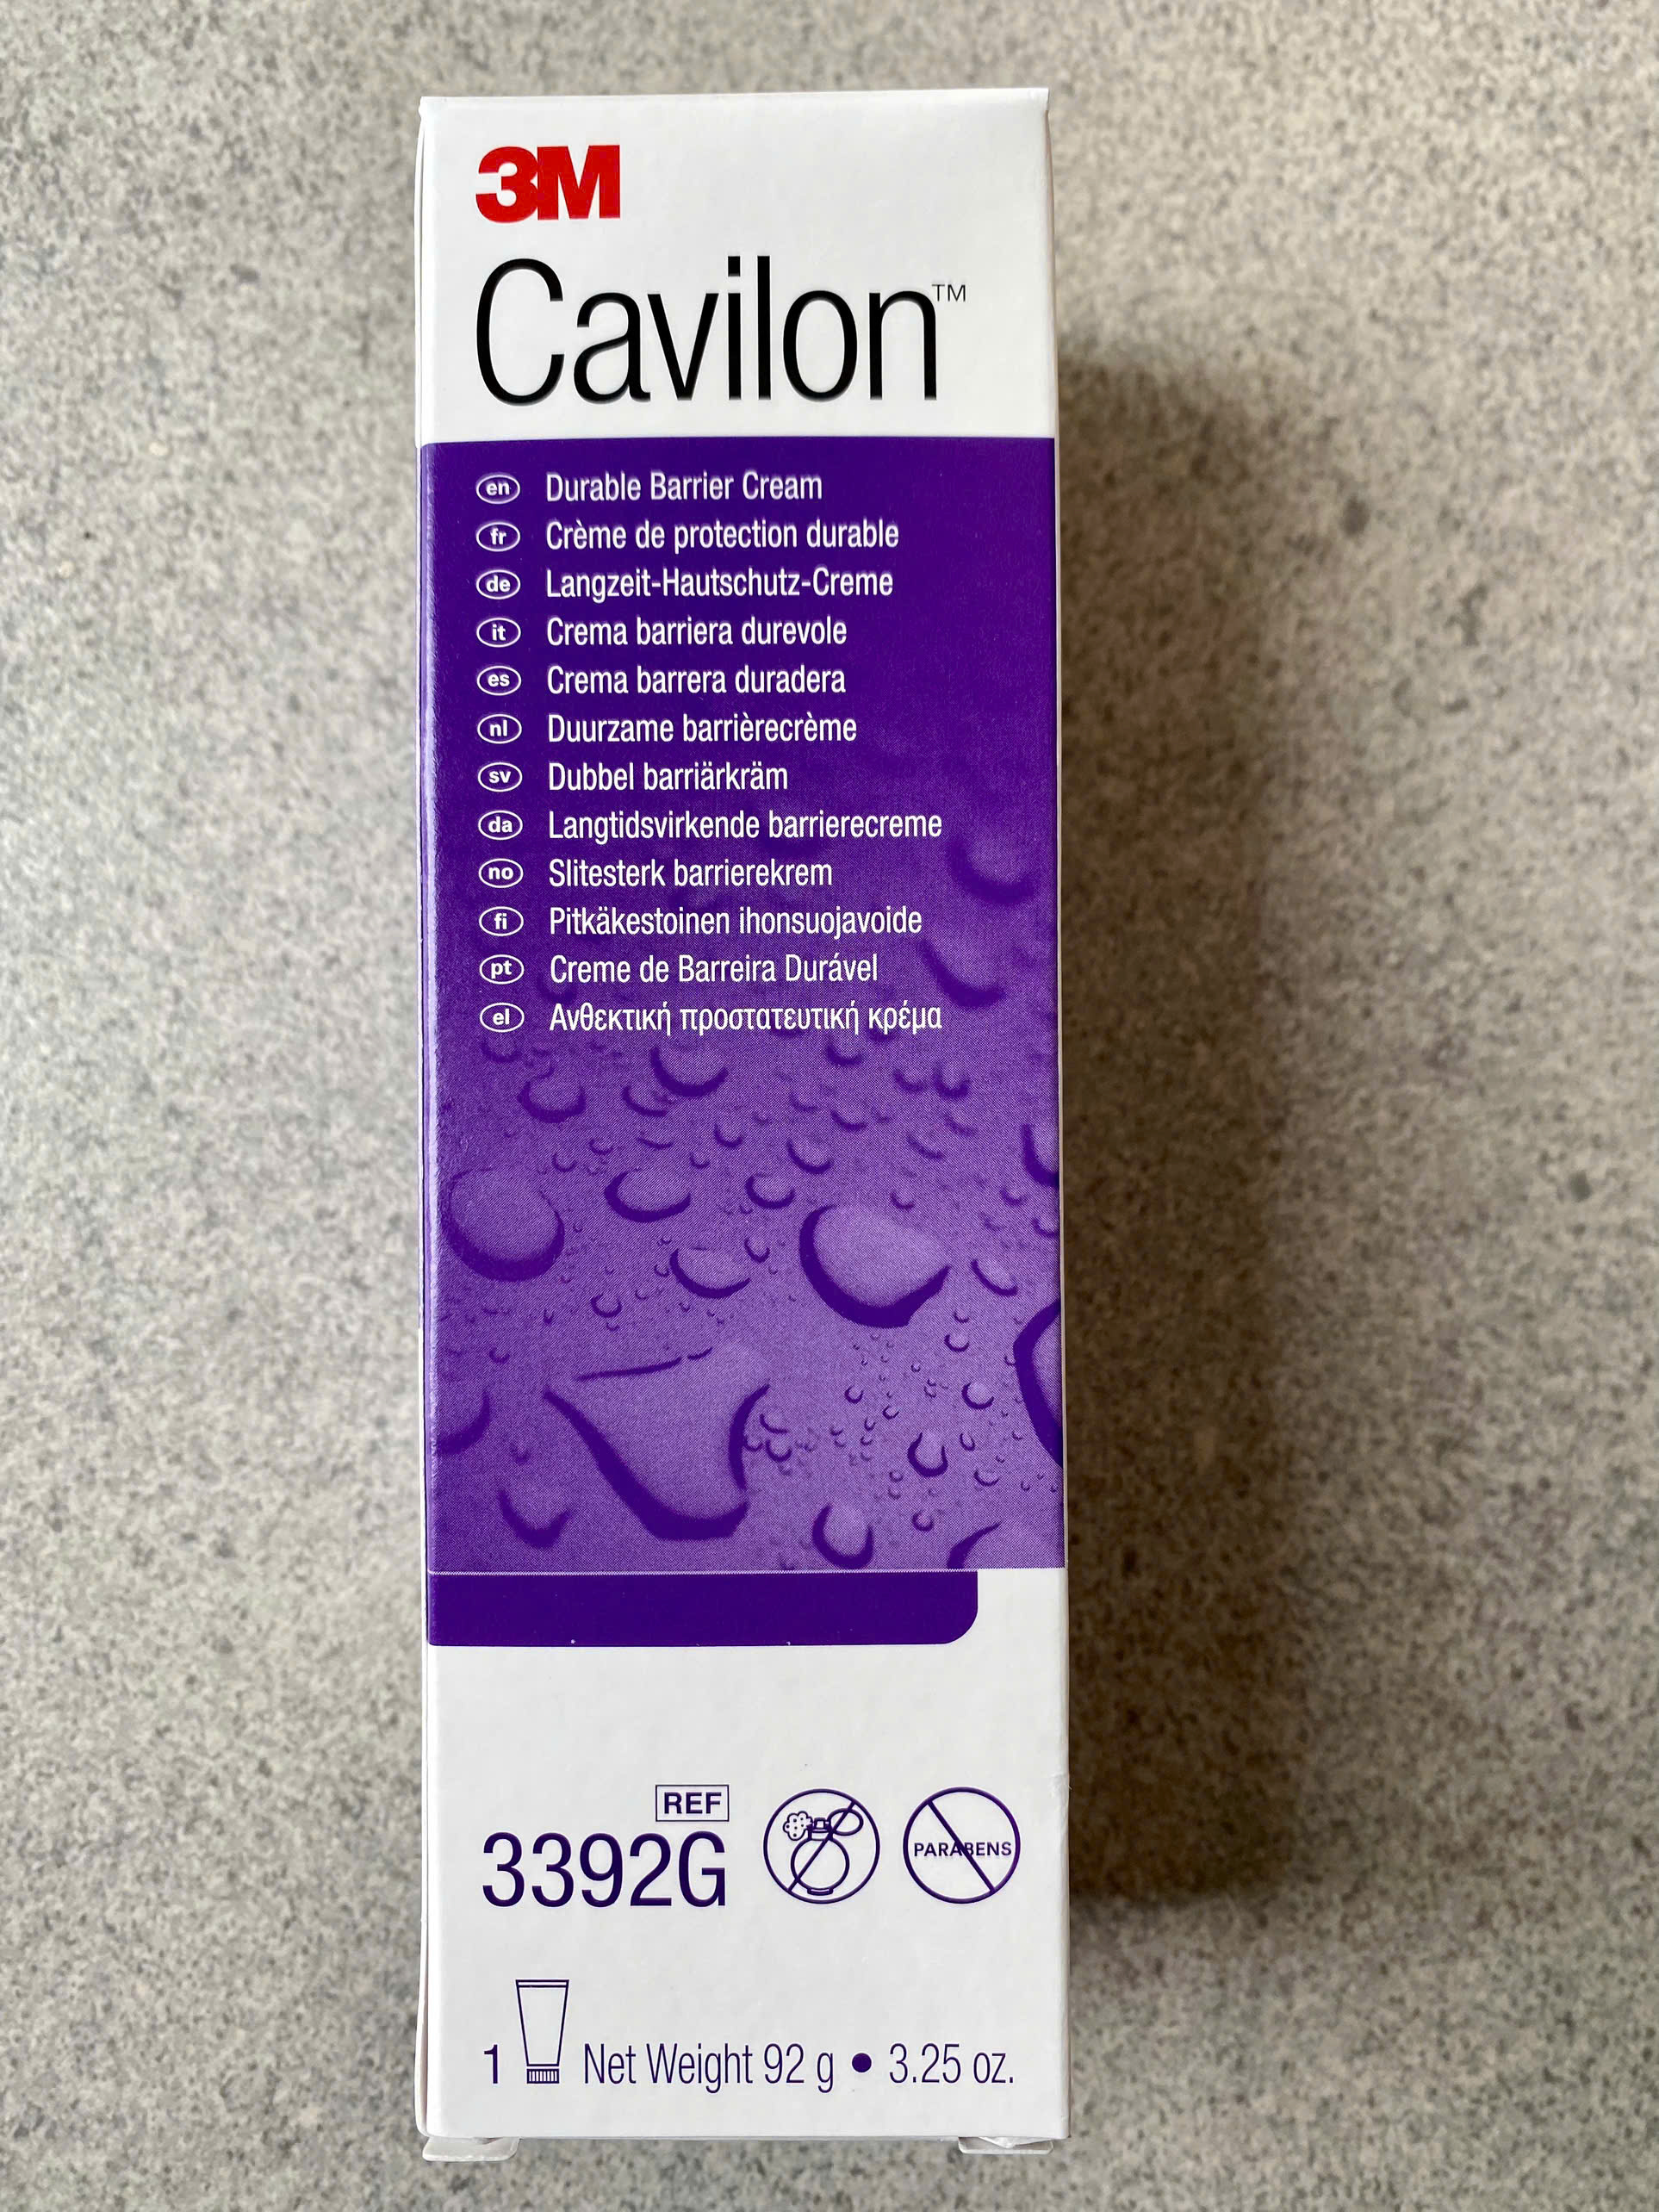 3M
Cavilon™
en Durable Barrier Cream
fr Crème de protection durable
de Langzeit-Hautschutz-Creme
it Crema barriera durevole
es Crema barrera duradera
nl Duurzame barrièrecrème
sv Dubbel barriärkräm
da Langtidsvirkende barrierecreme
no Slitesterk barrierekrem
fi Pitkäkestoinen ihonsuojavoide
pt Creme de Barreira Durável
el Ανθεκτική προστατευτική κρέμα
REF
3392G
PARABENS
1 Net Weight 92 g • 3.25 oz.